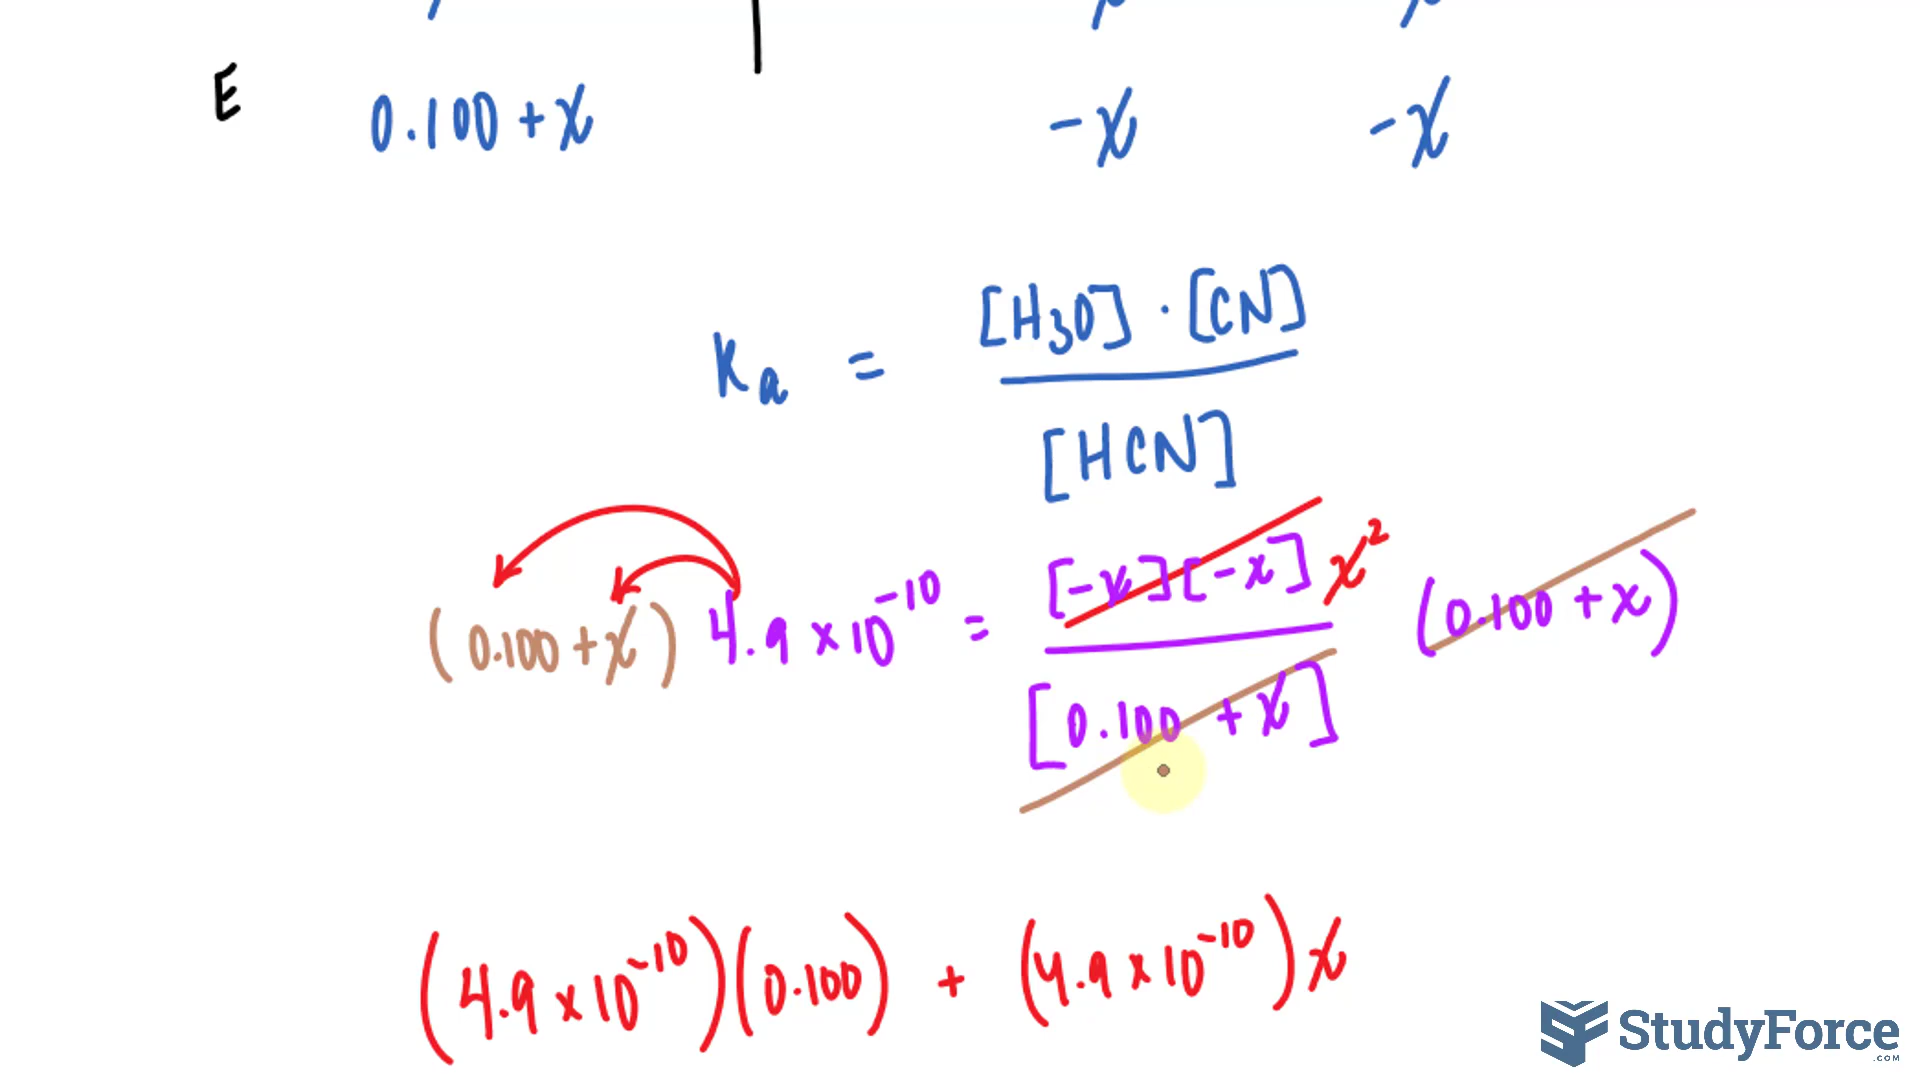 E 0.100 + x -x -x
Ka = [H3O] · [CN]
[HCN]
(0.100 + x) 4.9 x 10^-10 = [-x][-x] x^2 (0.100 + x)
[0.100 + x]
(4.9 x 10^-10)(0.100) + (4.9 x 10^-10)x
StudyForce
.COM